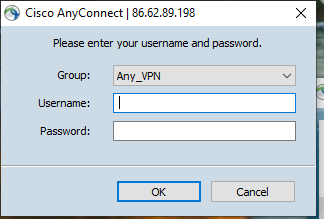 Cisco AnyConnect | 86.62.89.198
Please enter your username and password.
Group: Any_VPN
Username:
Password:
OK Cancel